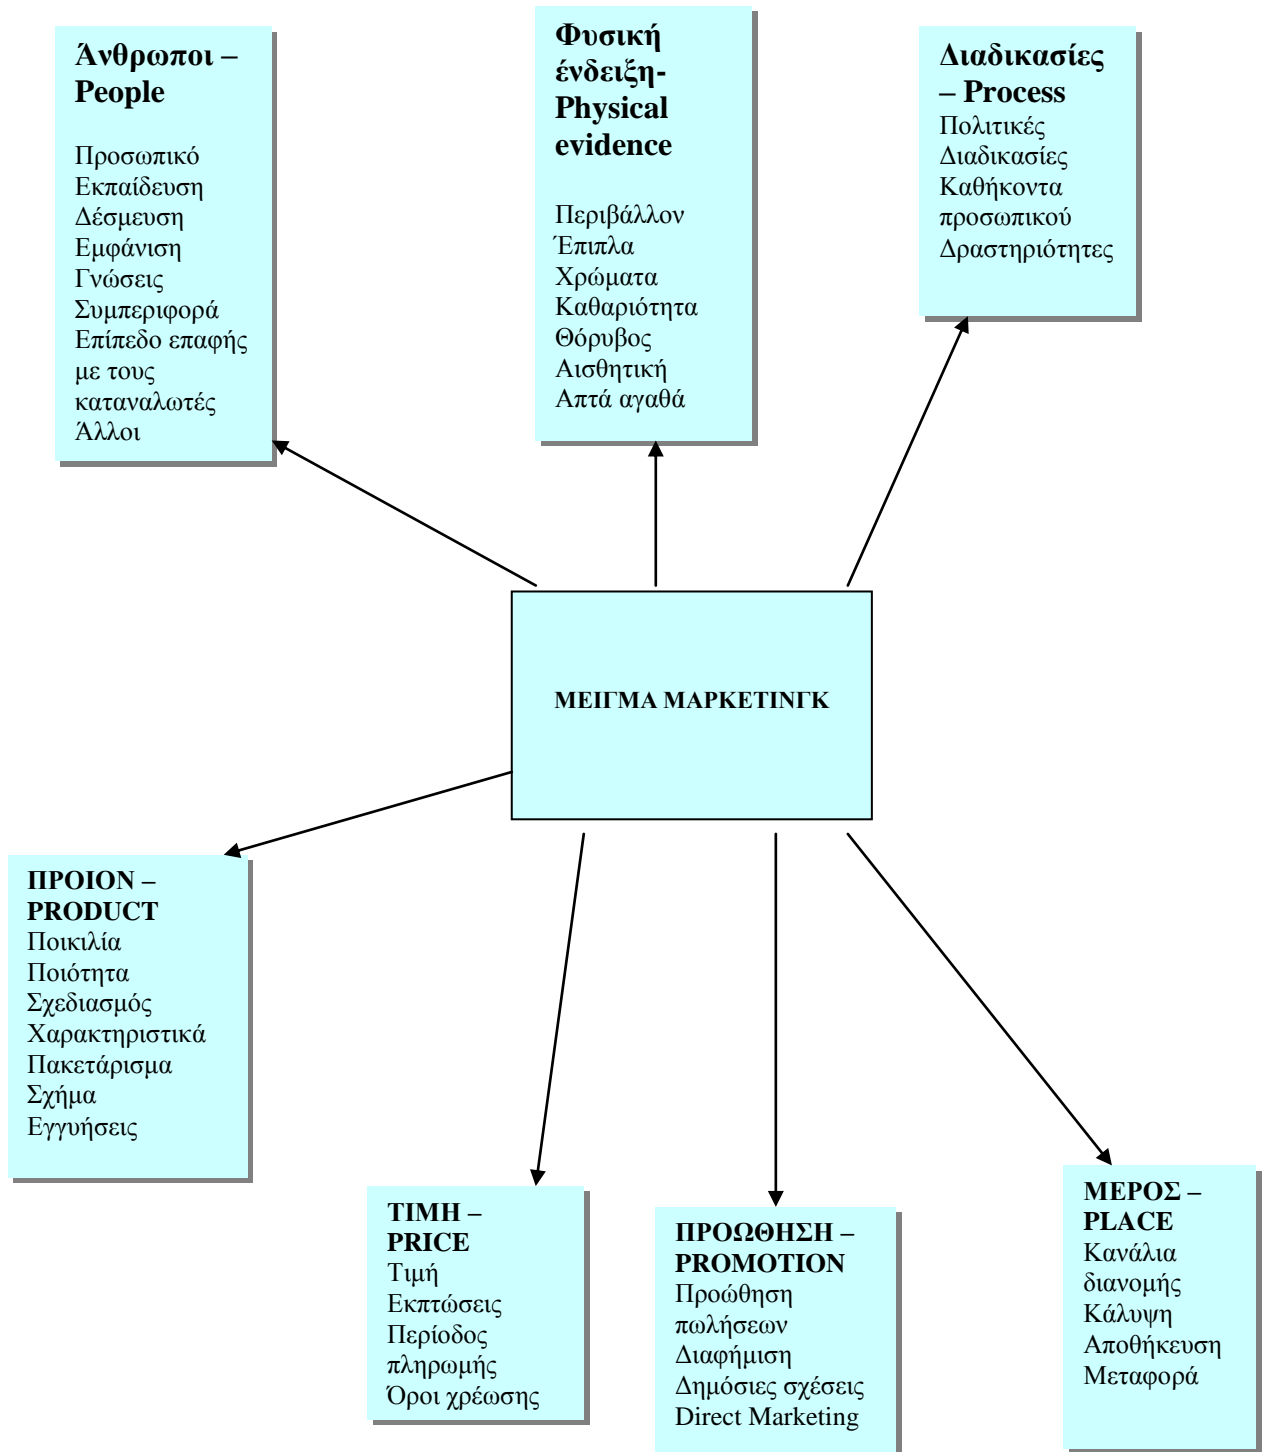 Άνθρωποι –
People
Προσωπικό
Εκπαίδευση
Δέσμευση
Εμφάνιση
Γνώσεις
Συμπεριφορά
Επίπεδο επαφής
με τους
καταναλωτές
Άλλοι
Φυσική
ένδειξη-
Physical
evidence
Περιβάλλον
Έπιπλα
Χρώματα
Καθαριότητα
Θόρυβος
Αισθητική
Απτά αγαθά
Διαδικασίες
– Process
Πολιτικές
Διαδικασίες
Καθήκοντα
προσωπικού
Δραστηριότητες
ΜΕΙΓΜΑ ΜΑΡΚΕΤΙΝΓΚ
ΠΡΟΙΟΝ –
PRODUCT
Ποικιλία
Ποιότητα
Σχεδιασμός
Χαρακτηριστικά
Πακετάρισμα
Σχήμα
Εγγυήσεις
ΤΙΜΗ –
PRICE
Τιμή
Εκπτώσεις
Περίοδος
πληρωμής
Όροι χρέωσης
ΠΡΟΩΘΗΣΗ –
PROMOTION
Προώθηση
πωλήσεων
Διαφήμιση
Δημόσιες σχέσεις
Direct Marketing
ΜΕΡΟΣ –
PLACE
Κανάλια
διανομής
Κάλυψη
Αποθήκευση
Μεταφορά